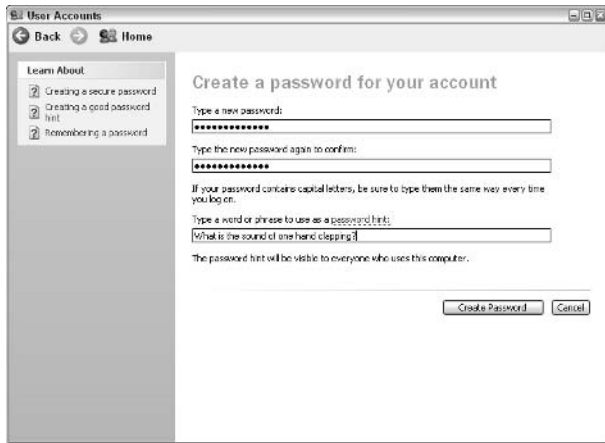 User Accounts
Back Home
Learn About
Creating a secure password
Creating a good password
hint
Remembering a password
Create a password for your account
Type a new password:
•••••••••••••
Type the new password again to confirm:
•••••••••••••
If your password contains capital letters, be sure to type them the same way every time
you log on.
Type a word or phrase to use as a password hint:
What is the sound of one hand clapping?
The password hint will be visible to everyone who uses this computer.
Create Password Cancel